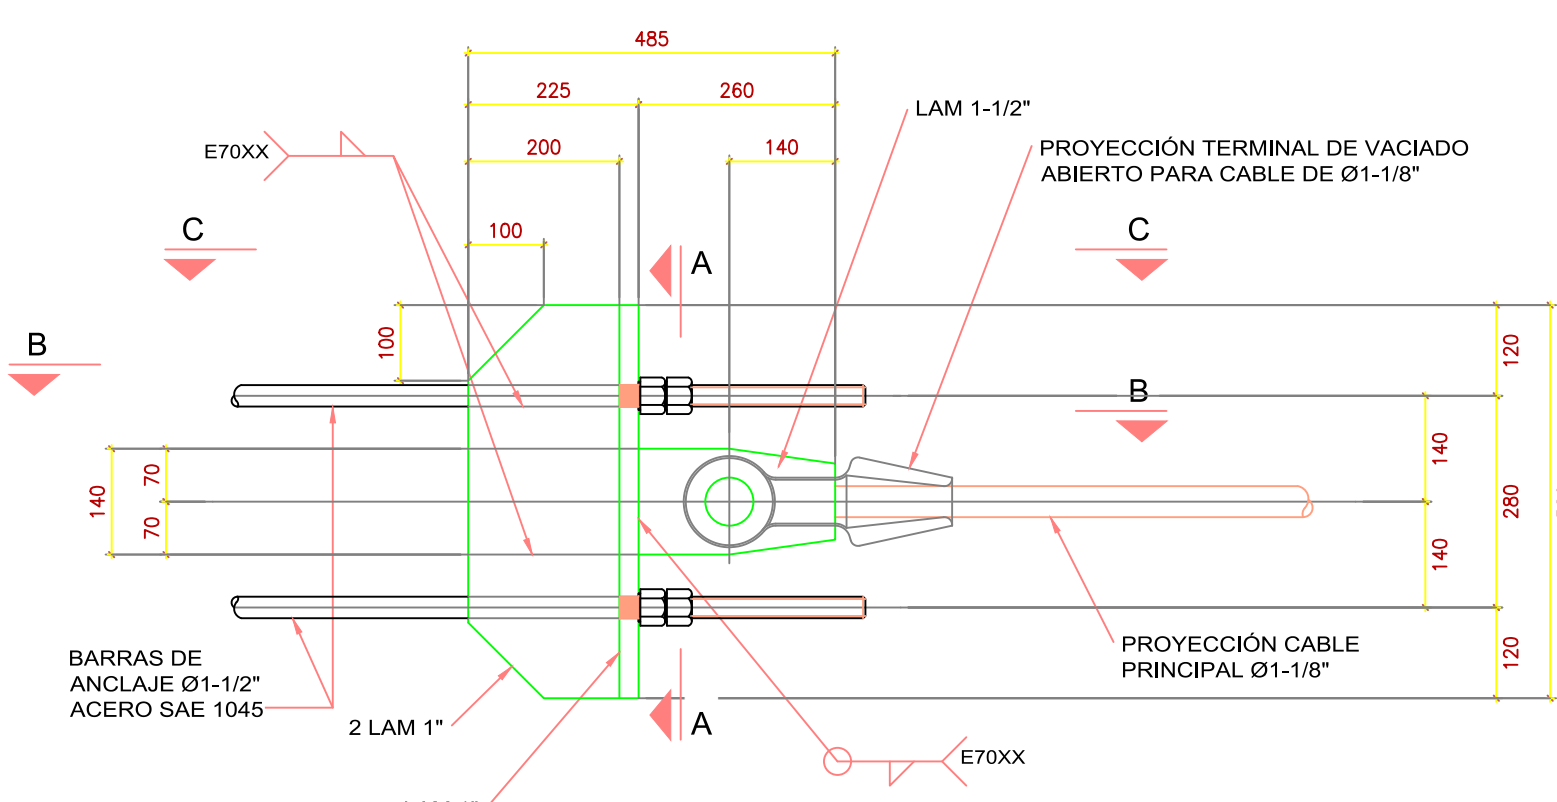 485
225
260
LAM 1-1/2"
E70XX
200
140
PROYECCIÓN TERMINAL DE VACIADO
ABIERTO PARA CABLE DE Ø1-1/8"
C
C
100
A
B
100
120
B
140
70
140
280
70
140
BARRAS DE
ANCLAJE Ø1-1/2"
ACERO SAE 1045
PROYECCIÓN CABLE
PRINCIPAL Ø1-1/8"
120
2 LAM 1"
A
E70XX